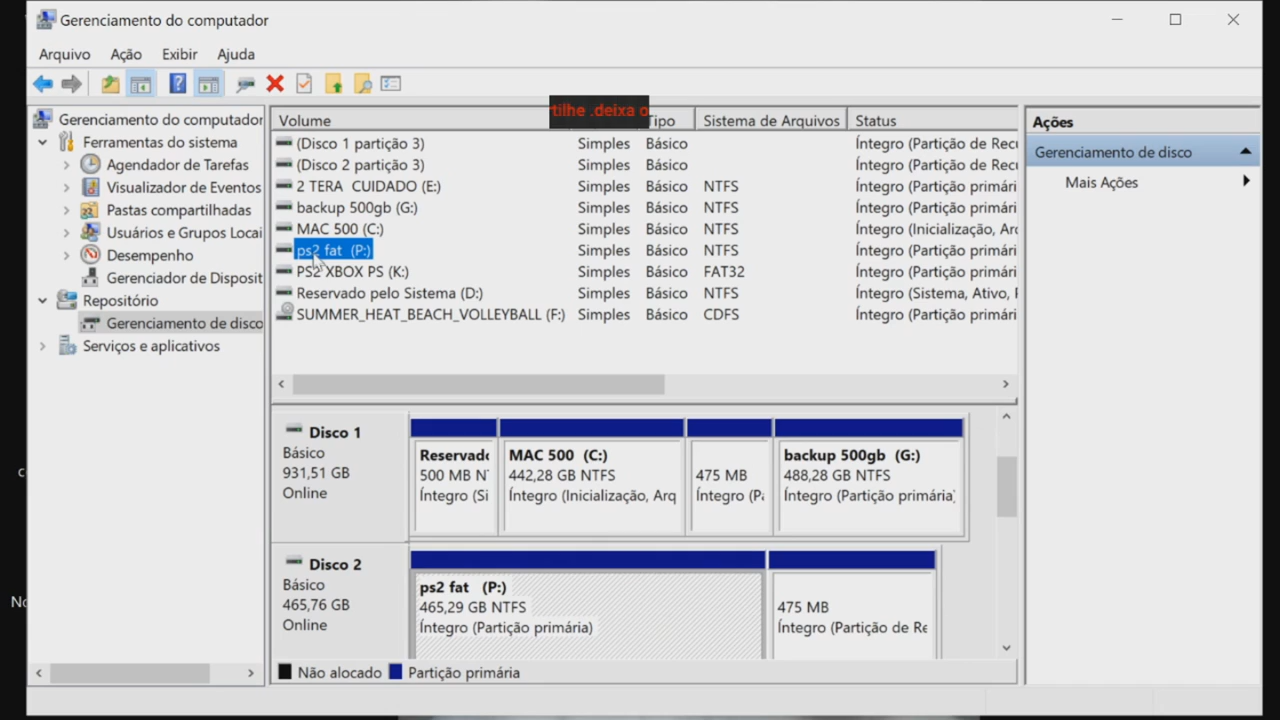 Gerenciamento do computador
Arquivo Ação Exibir Ajuda
tilhe .deixa o
Gerenciamento do computador
Ferramentas do sistema
Agendador de Tarefas
Visualizador de Eventos
Pastas compartilhadas
Usuários e Grupos Locai
Desempenho
Gerenciador de Disposit
Repositório
Gerenciamento de disco
Serviços e aplicativos
Volume Tipo Sistema de Arquivos Status
(Disco 1 partição 3) Simples Básico Íntegro (Partição de Recu
(Disco 2 partição 3) Simples Básico Íntegro (Partição de Recu
2 TERA CUIDADO (E:) Simples Básico NTFS Íntegro (Partição primári
backup 500gb (G:) Simples Básico NTFS Íntegro (Partição primári
MAC 500 (C:) Simples Básico NTFS Íntegro (Inicialização, Arq
ps2 fat (P:) Simples Básico NTFS Íntegro (Partição primári
PS2 XBOX PS (K:) Simples Básico FAT32 Íntegro (Partição primári
Reservado pelo Sistema (D:) Simples Básico NTFS Íntegro (Sistema, Ativo, P
SUMMER_HEAT_BEACH_VOLLEYBALL (F:) Simples Básico CDFS Íntegro (Partição primári
Ações
Gerenciamento de disco
Mais Ações
Disco 1
Básico
931,51 GB
Online
Reservado
500 MB N
Íntegro (Si
MAC 500 (C:)
442,28 GB NTFS
Íntegro (Inicialização, Arq
475 MB
Íntegro (Pa
backup 500gb (G:)
488,28 GB NTFS
Íntegro (Partição primária)
Disco 2
Básico
465,76 GB
Online
ps2 fat (P:)
465,29 GB NTFS
Íntegro (Partição primária)
475 MB
Íntegro (Partição de Re
Não alocado Partição primária